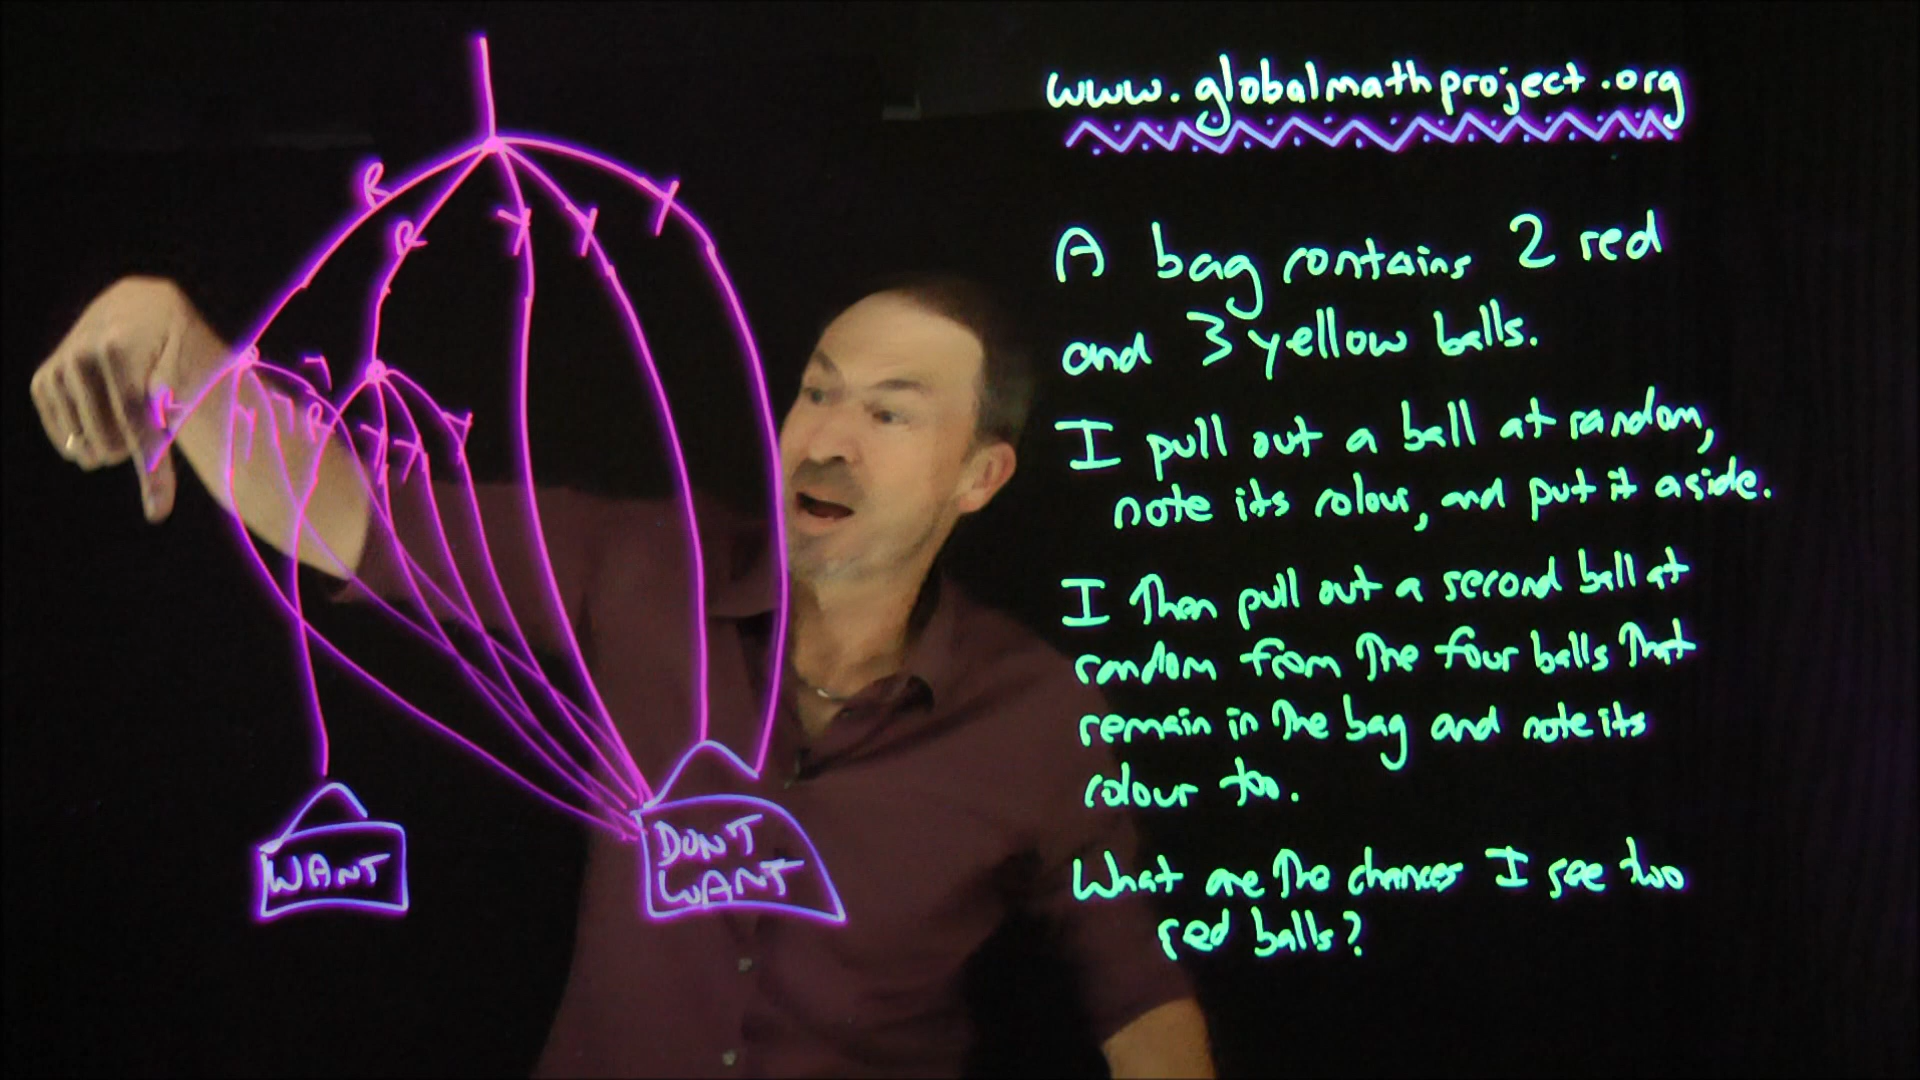 www.globalmathproject.org
A bag contains 2 red
and 3 yellow balls.
I pull out a ball at random,
note its colour, and put it aside.
I then pull out a second ball at
random from the four balls that
remain in the bag and note its
colour too.
What are the chances I see two
red balls?
R R Y Y Y
R Y Y Y R Y Y Y
WANT
DON'T
WANT